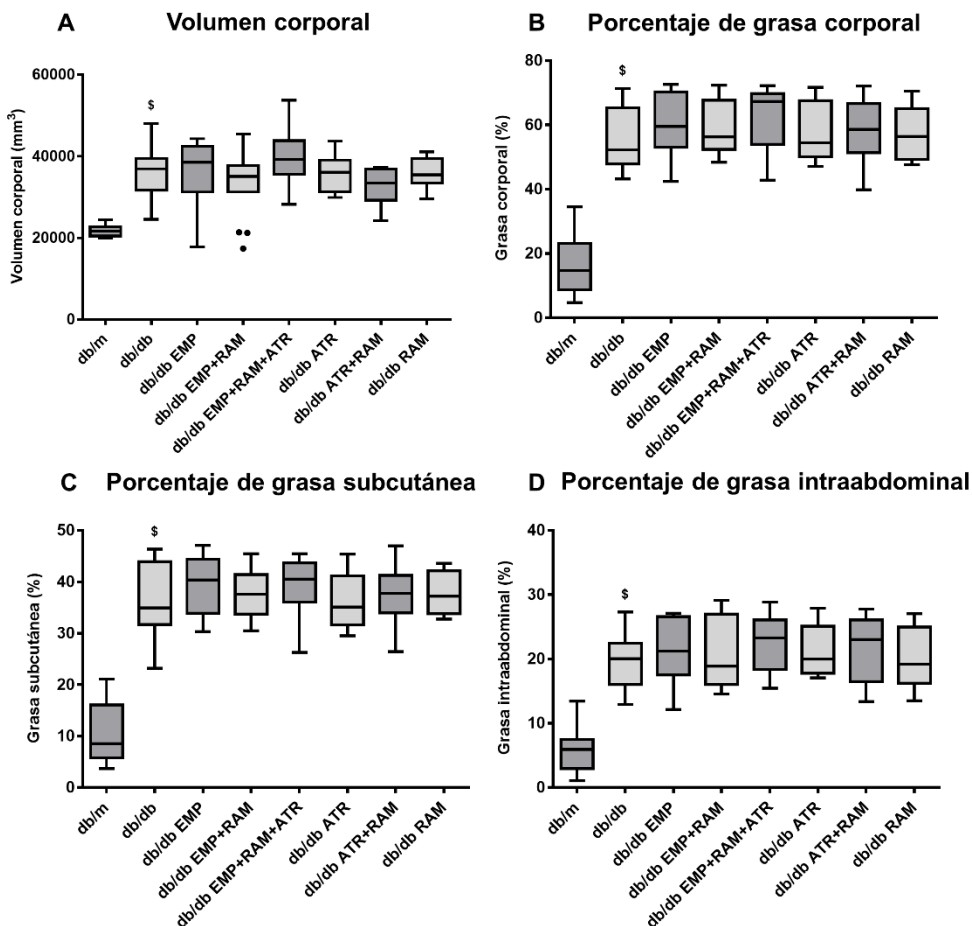 A Volumen corporal
Volumen corporal (mm³)
60000
40000
20000
0
$
db/m
db/db
db/db EMP
db/db EMP+RAM
db/db EMP+RAM+ATR
db/db ATR
db/db ATR+RAM
db/db RAM
B Porcentaje de grasa corporal
Grasa corporal (%)
80
60
40
20
0
$
db/m
db/db
db/db EMP
db/db EMP+RAM
db/db EMP+RAM+ATR
db/db ATR
db/db ATR+RAM
db/db RAM
C Porcentaje de grasa subcutánea
Grasa subcutánea (%)
50
40
30
20
10
0
$
db/m
db/db
db/db EMP
db/db EMP+RAM
db/db EMP+RAM+ATR
db/db ATR
db/db ATR+RAM
db/db RAM
D Porcentaje de grasa intraabdominal
Grasa intraabdominal (%)
40
30
20
10
0
$
db/m
db/db
db/db EMP
db/db EMP+RAM
db/db EMP+RAM+ATR
db/db ATR
db/db ATR+RAM
db/db RAM